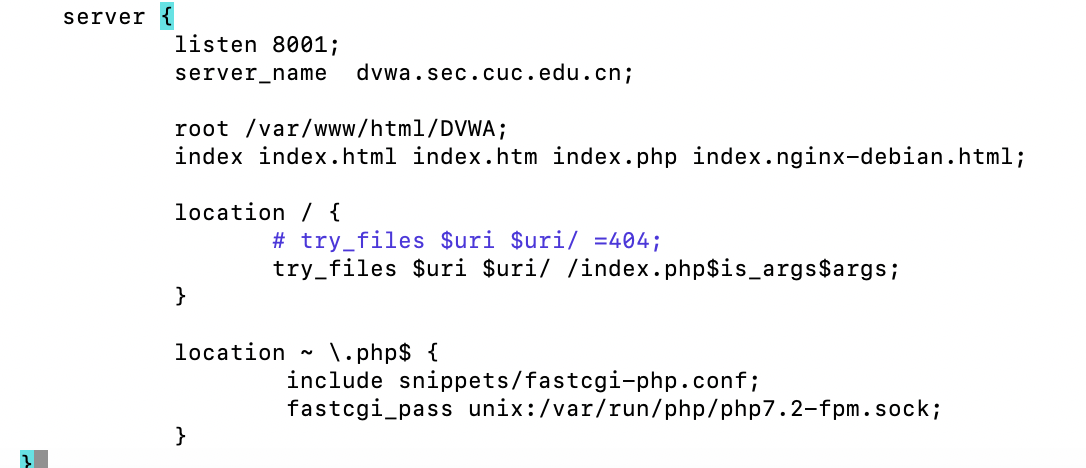 server {
listen 8001;
server_name  dvwa.sec.cuc.edu.cn;
root /var/www/html/DVWA;
index index.html index.htm index.php index.nginx-debian.html;
location / {
# try_files $uri $uri/ =404;
try_files $uri $uri/ /index.php$is_args$args;
}
location ~ \.php$ {
include snippets/fastcgi-php.conf;
fastcgi_pass unix:/var/run/php/php7.2-fpm.sock;
}
}